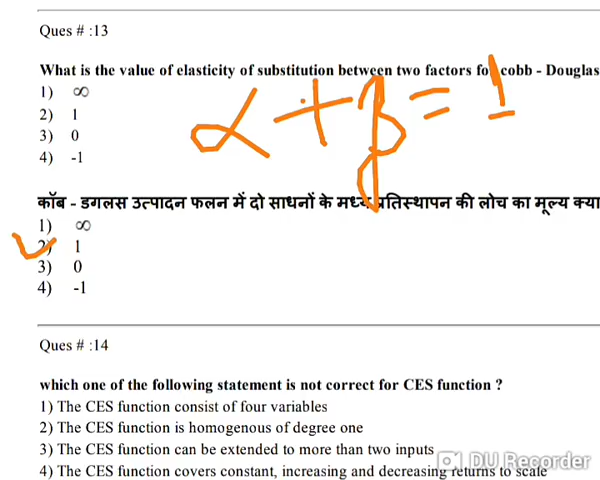 Ques # :13
What is the value of elasticity of substitution between two factors fo cobb - Douglas
1) ∞
2) 1
3) 0
4) -1
α + β = 1
कॉब - डगलस उत्पादन फलन में दो साधनों के मध्य प्रतिस्थापन की लोच का मूल्य क्या
1) ∞
2) 1
3) 0
4) -1
Ques # :14
which one of the following statement is not correct for CES function ?
1) The CES function consist of four variables
2) The CES function is homogenous of degree one
3) The CES function can be extended to more than two inputs
4) The CES function covers constant, increasing and decreasing returns to scale
DU Recorder